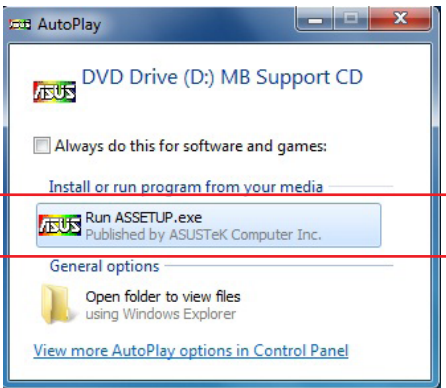 AutoPlay
DVD Drive (D:) MB Support CD
ASUS
Always do this for software and games:
Install or run program from your media
ASUS
Run ASSETUP.exe
Published by ASUSTeK Computer Inc.
General options
Open folder to view files
using Windows Explorer
View more AutoPlay options in Control Panel